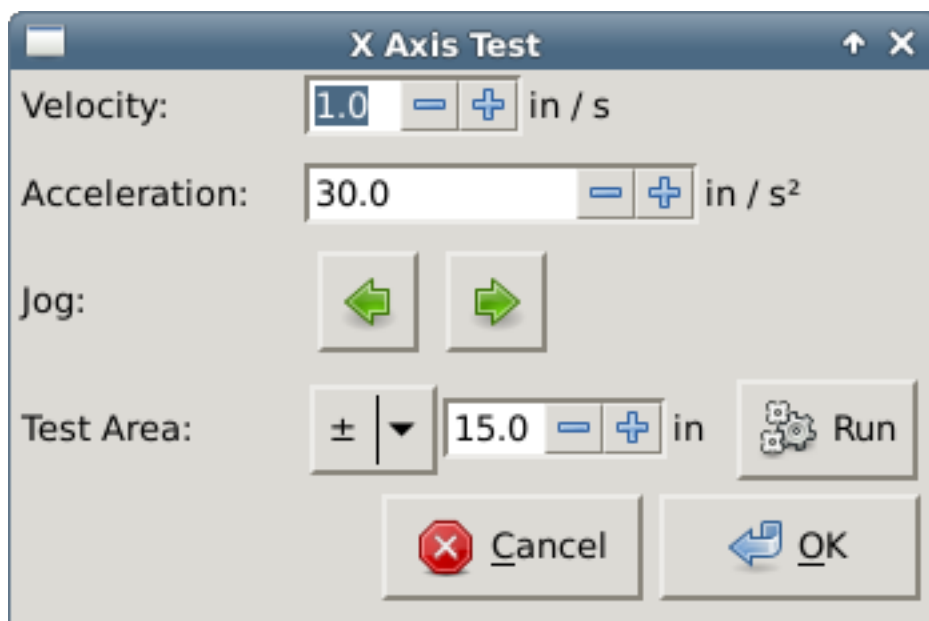 X Axis Test
Velocity: 1.0 in / s
Acceleration: 30.0 in / s²
Jog:
Test Area: ± 15.0 in Run
Cancel OK